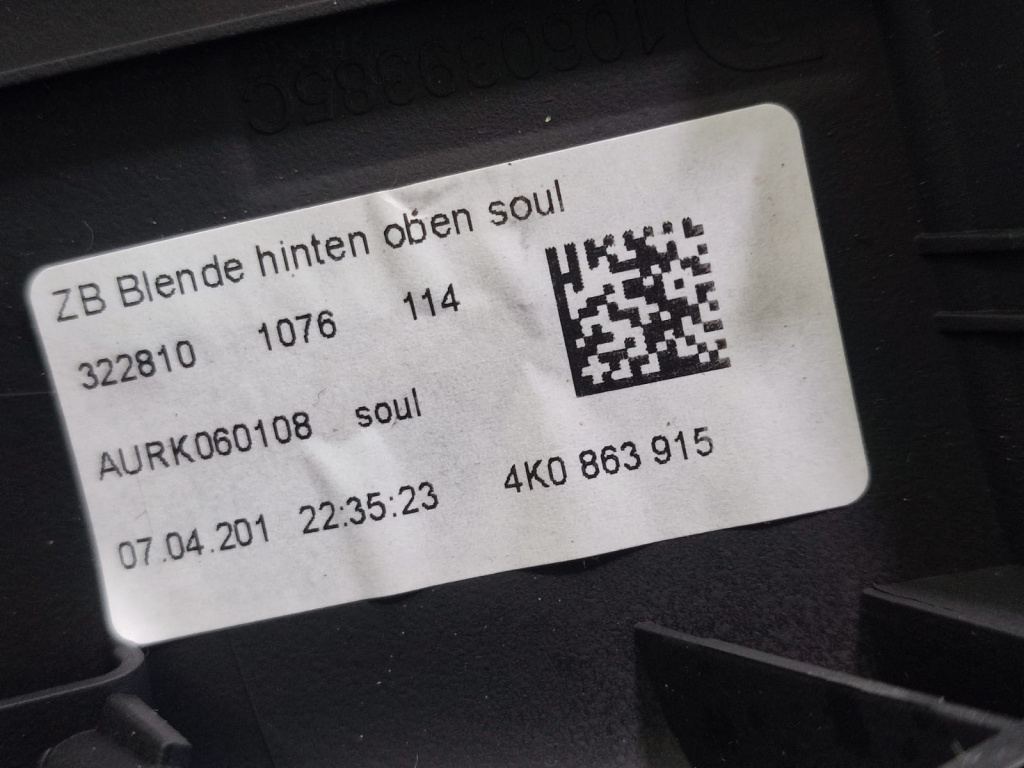 10603985C
ZB Blende hinten oben soul
322810 1076 114
AURK060108 soul
07.04.201 22:35:23 4K0 863 915